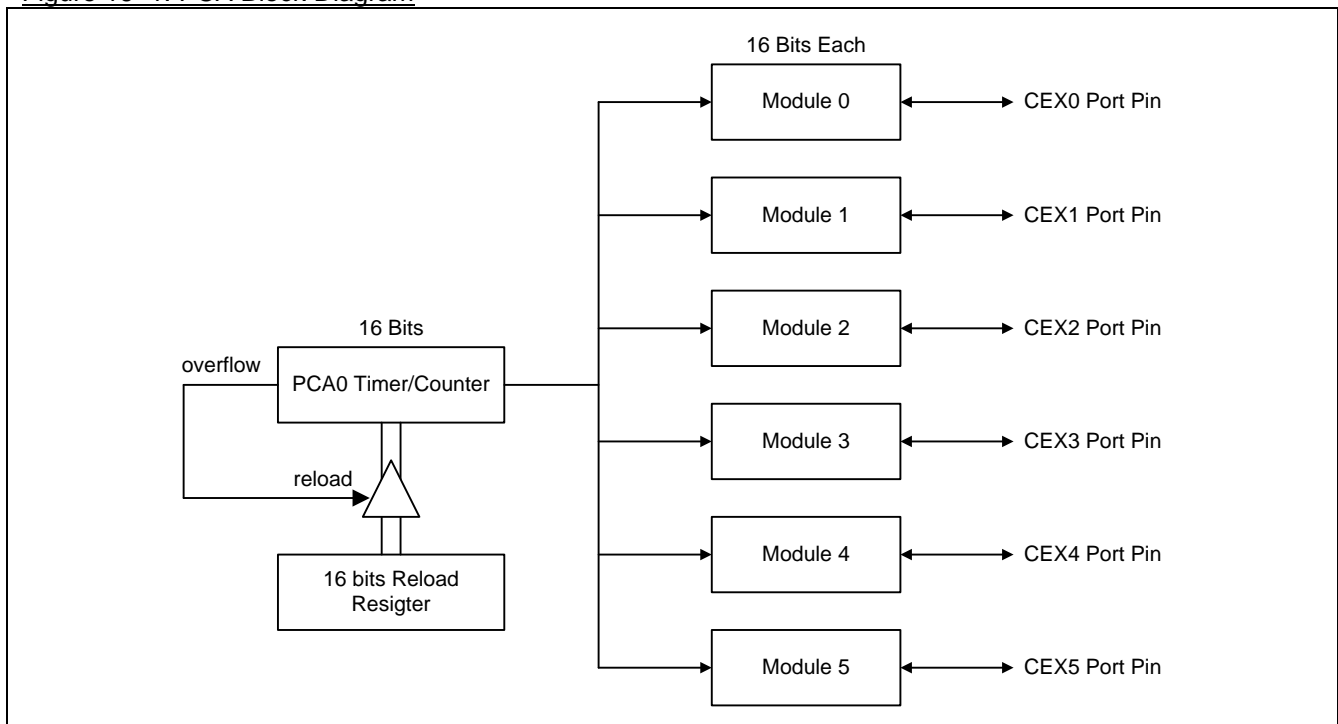 16 Bits Each
Module 0
CEX0 Port Pin
Module 1
CEX1 Port Pin
Module 2
CEX2 Port Pin
16 Bits
overflow
PCA0 Timer/Counter
Module 3
CEX3 Port Pin
reload
Module 4
CEX4 Port Pin
16 bits Reload
Resigter
Module 5
CEX5 Port Pin